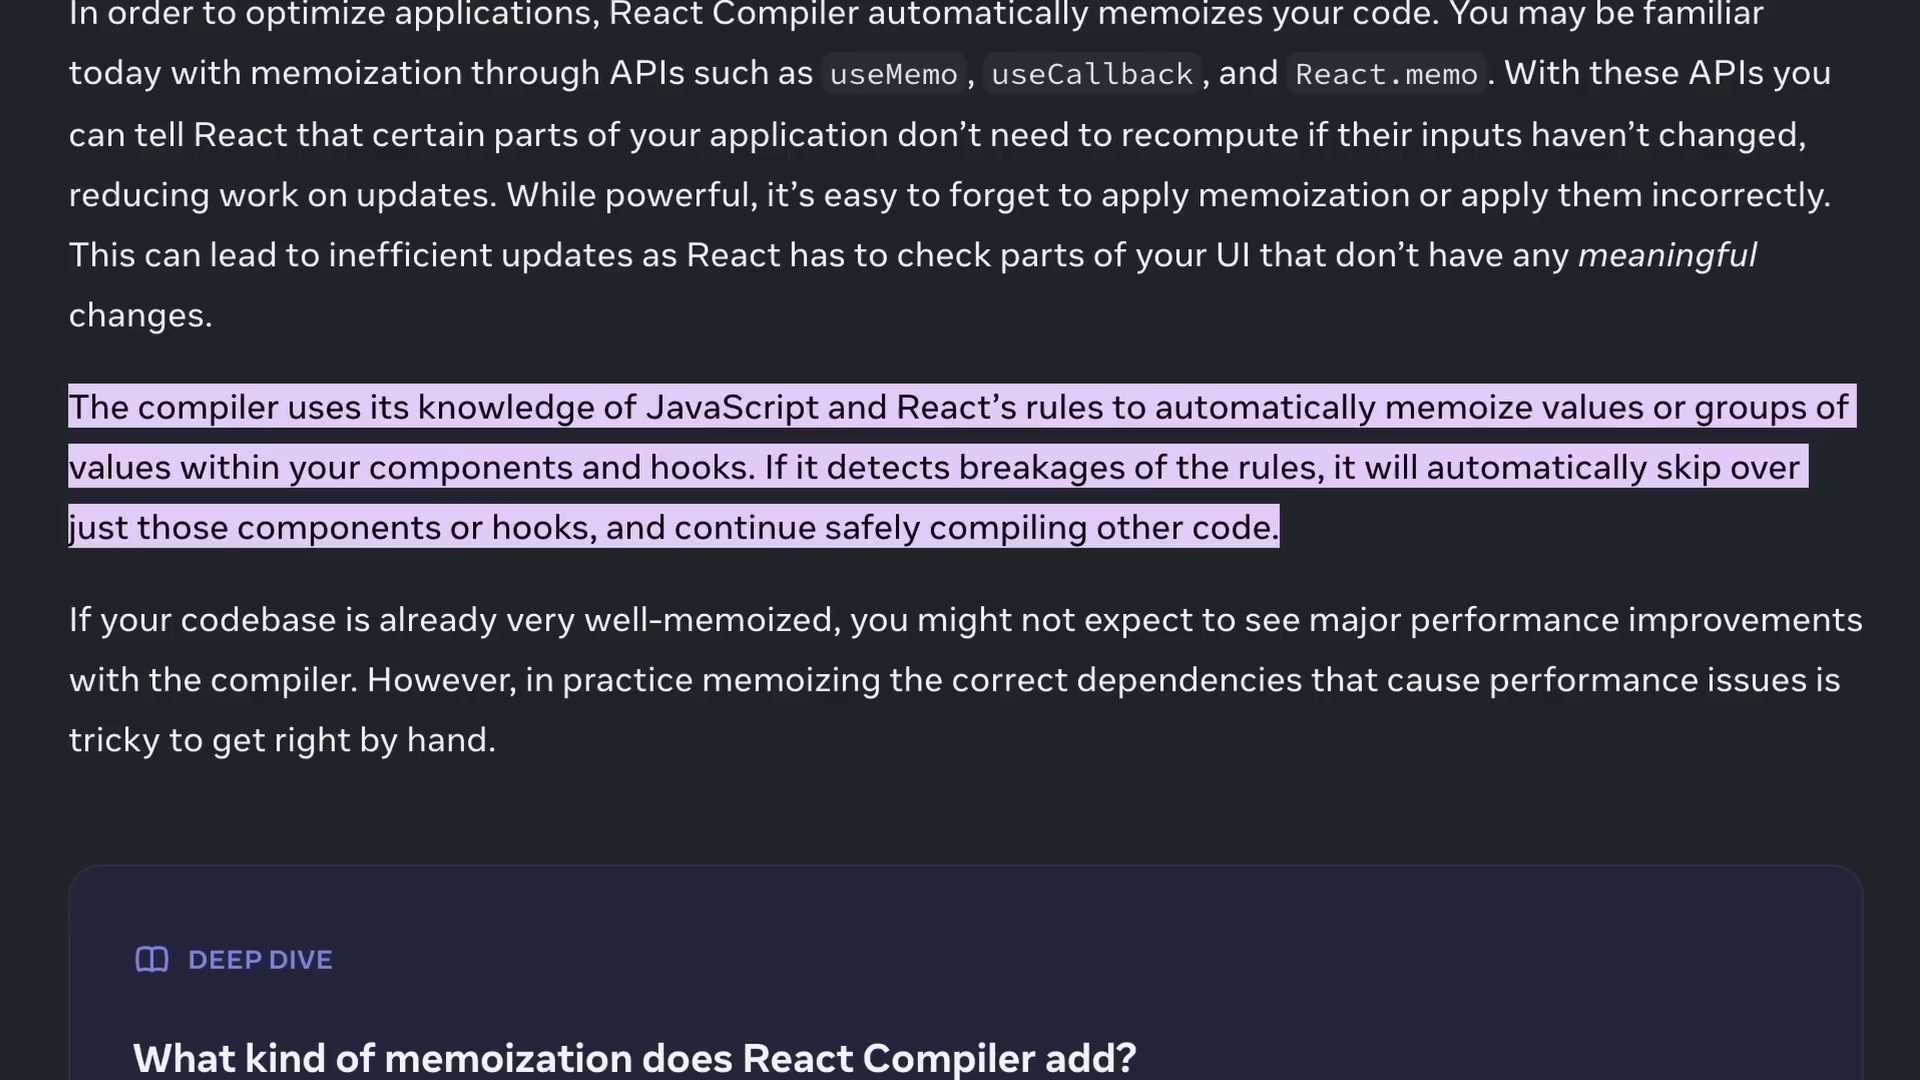 In order to optimize applications, React Compiler automatically memoizes your code. You may be familiar
today with memoization through APIs such as useMemo, useCallback, and React.memo. With these APIs you
can tell React that certain parts of your application don’t need to recompute if their inputs haven’t changed,
reducing work on updates. While powerful, it’s easy to forget to apply memoization or apply them incorrectly.
This can lead to inefficient updates as React has to check parts of your UI that don’t have any meaningful
changes.
The compiler uses its knowledge of JavaScript and React’s rules to automatically memoize values or groups of
values within your components and hooks. If it detects breakages of the rules, it will automatically skip over
just those components or hooks, and continue safely compiling other code.
If your codebase is already very well-memoized, you might not expect to see major performance improvements
with the compiler. However, in practice memoizing the correct dependencies that cause performance issues is
tricky to get right by hand.
DEEP DIVE
What kind of memoization does React Compiler add?